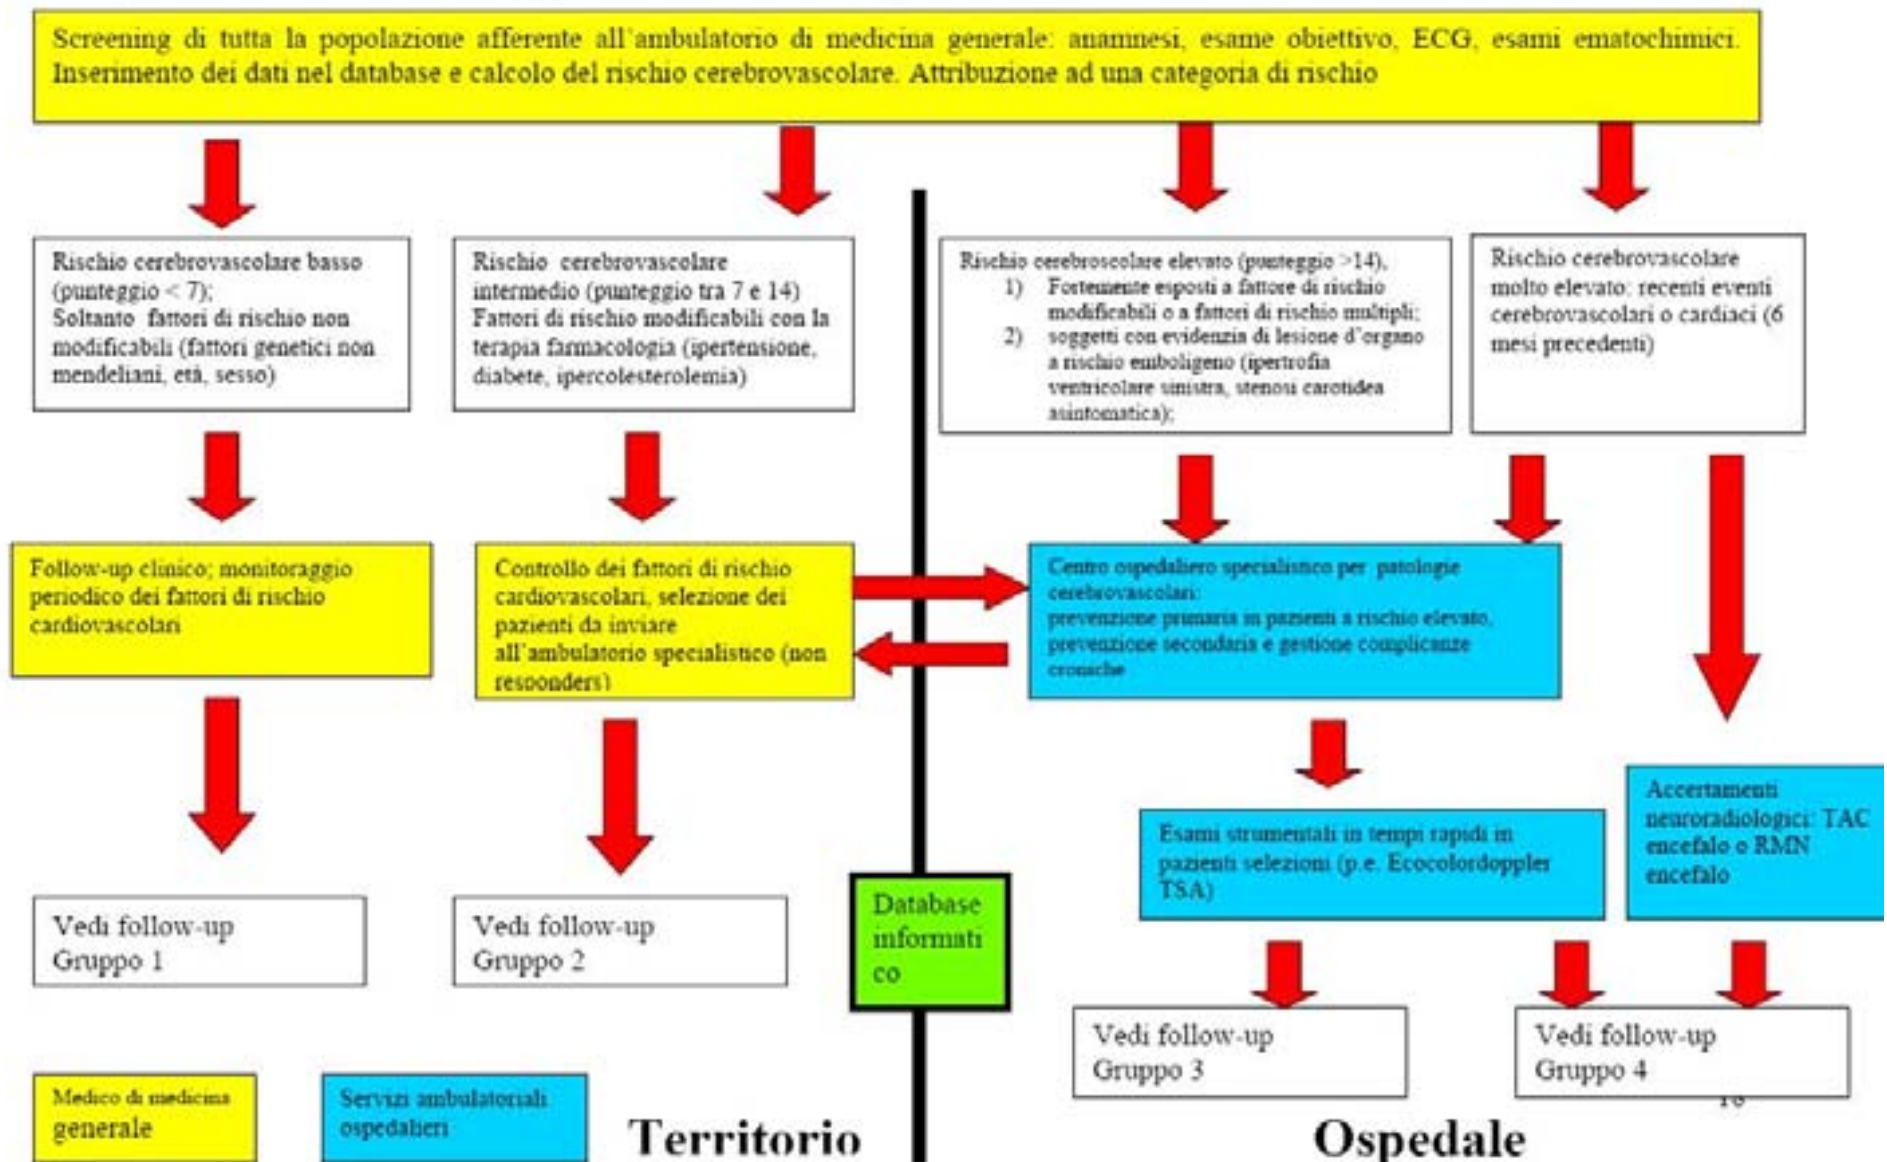 Screening di tutta la popolazione afferente all'ambulatorio di medicina generale: anamnesi, esame obiettivo, ECG, esami ematochimici.
Inserimento dei dati nel database e calcolo del rischio cerebrovascolare. Attribuzione ad una categoria di rischio
Rischio cerebrovascolare basso
(punteggio < 7);
Soltanto fattori di rischio non
modificabili (fattori genetici non
mendeliani, età, sesso)
Rischio cerebrovascolare
intermedio (punteggio tra 7 e 14)
Fattori di rischio modificabili con la
terapia farmacologia (ipertensione,
diabete, ipercolesterolemia)
Rischio cerebroscolare elevato (punteggio >14),
1) Fortemente esposti a fattore di rischio
modificabili o a fattori di rischio multipli;
2) soggetti con evidenzia di lesione d'organo
a rischio emboligeno (ipertrofia
ventricolare sinistra, stenosi carotidea
asintomatica);
Rischio cerebrovascolare
molto elevato: recenti eventi
cerebrovascolari o cardiaci (6
mesi precedenti)
Follow-up clinico; monitoraggio
periodico dei fattori di rischio
cardiovascolari
Controllo dei fattori di rischio
cardiovascolari, selezione dei
pazienti da inviare
all'ambulatorio specialistico (non
responders)
Centro ospedaliero specialistico per patologie
cerebrovascolari:
prevenzione primaria in pazienti a rischio elevato,
prevenzione secondaria e gestione complicanze
croniche
Esami strumentali in tempi rapidi in
pazienti selezioni (p.e. Ecocolordoppler
TSA)
Accertamenti
neuroradiologici: TAC
encefalo o RMN
encefalo
Database
informati
co
Vedi follow-up
Gruppo 1
Vedi follow-up
Gruppo 2
Vedi follow-up
Gruppo 3
Vedi follow-up
Gruppo 4
Medico di medicina
generale
Servizi ambulatoriali
ospedalieri
Territorio
Ospedale